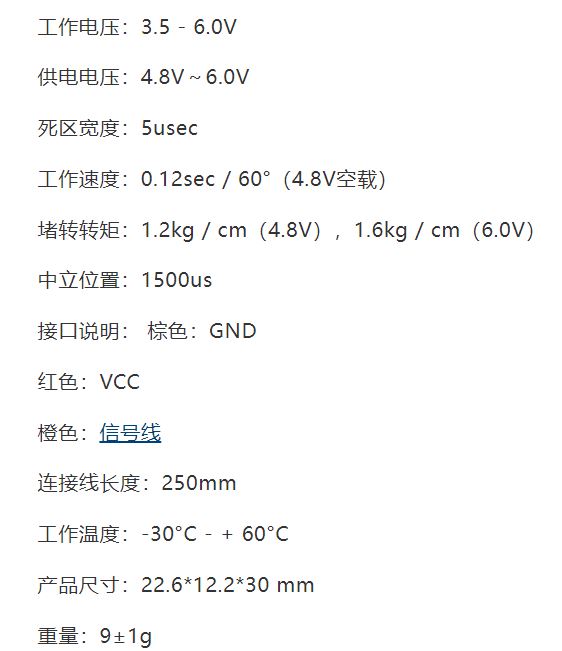 工作电压：3.5 - 6.0V
供电电压：4.8V～6.0V
死区宽度：5usec
工作速度：0.12sec / 60°（4.8V空载）
堵转转矩：1.2kg / cm（4.8V），1.6kg / cm（6.0V）
中立位置：1500us
接口说明： 棕色：GND
红色：VCC
橙色：信号线
连接线长度：250mm
工作温度：-30°C - + 60°C
产品尺寸：22.6*12.2*30 mm
重量：9±1g